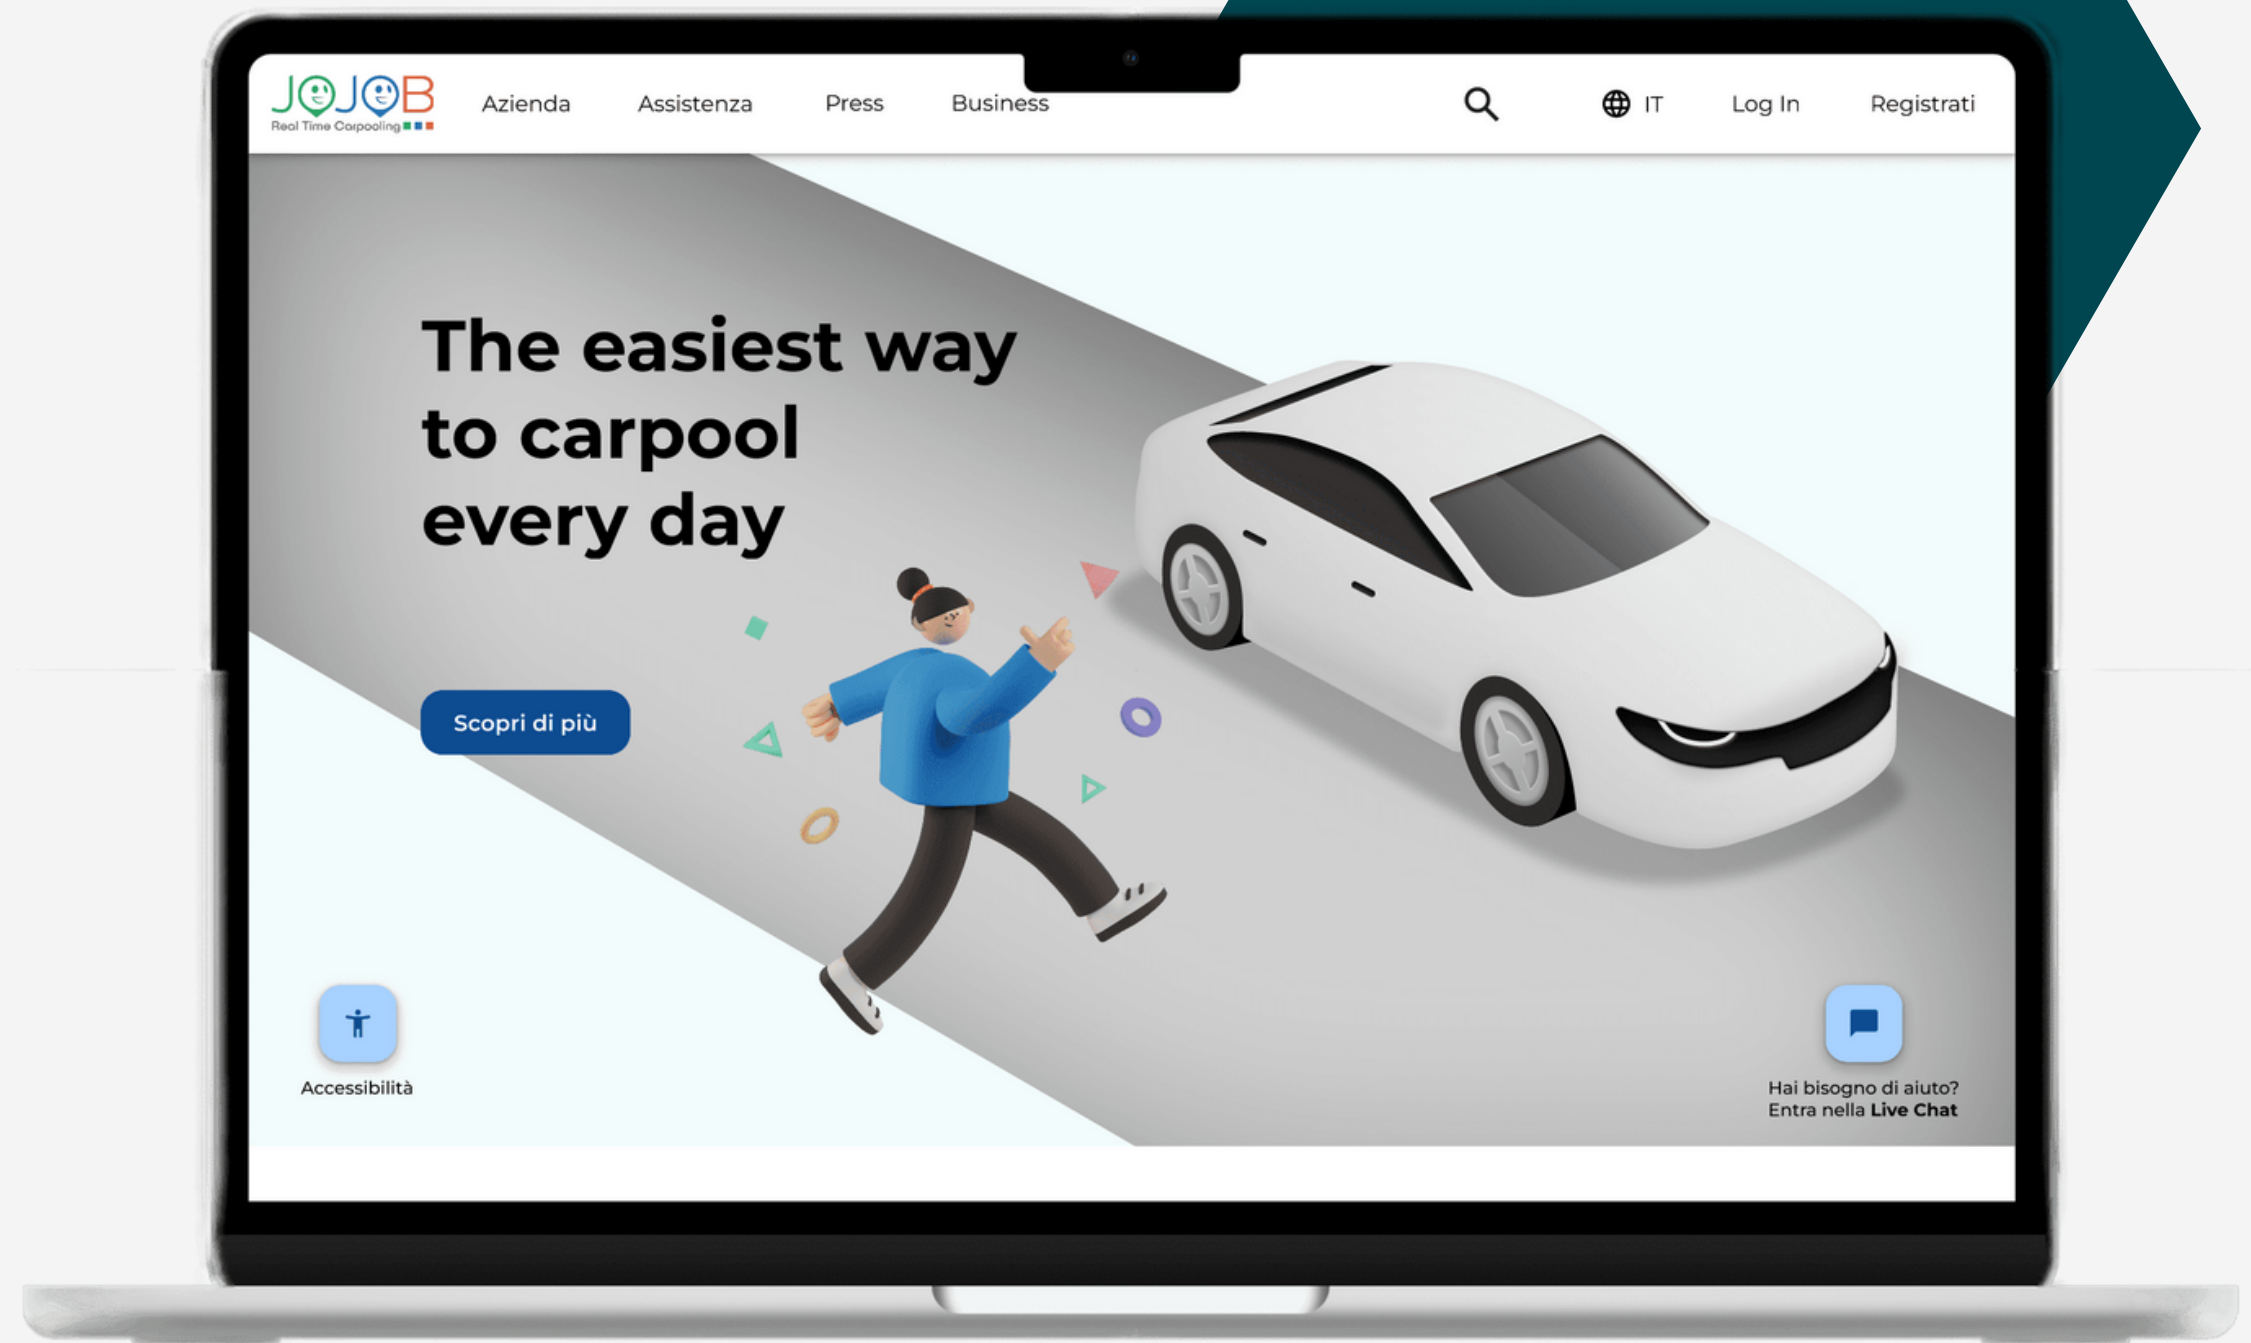 JOJOB
Real Time Carpooling
Azienda
Assistenza
Press
Business
IT
Log In
Registrati
The easiest way
to carpool
every day
Scopri di più
Accessibilità
Hai bisogno di aiuto?
Entra nella Live Chat